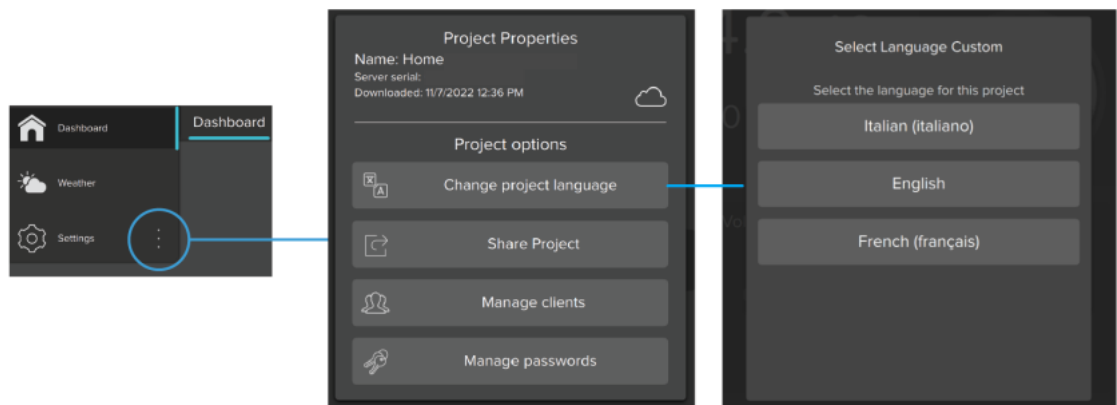 Dashboard
Weather
Settings
Dashboard
Project Properties
Name: Home
Server serial:
Downloaded: 11/7/2022 12:36 PM
Project options
Change project language
Share Project
Manage clients
Manage passwords
Select Language Custom
Select the language for this project
Italian (italiano)
English
French (français)